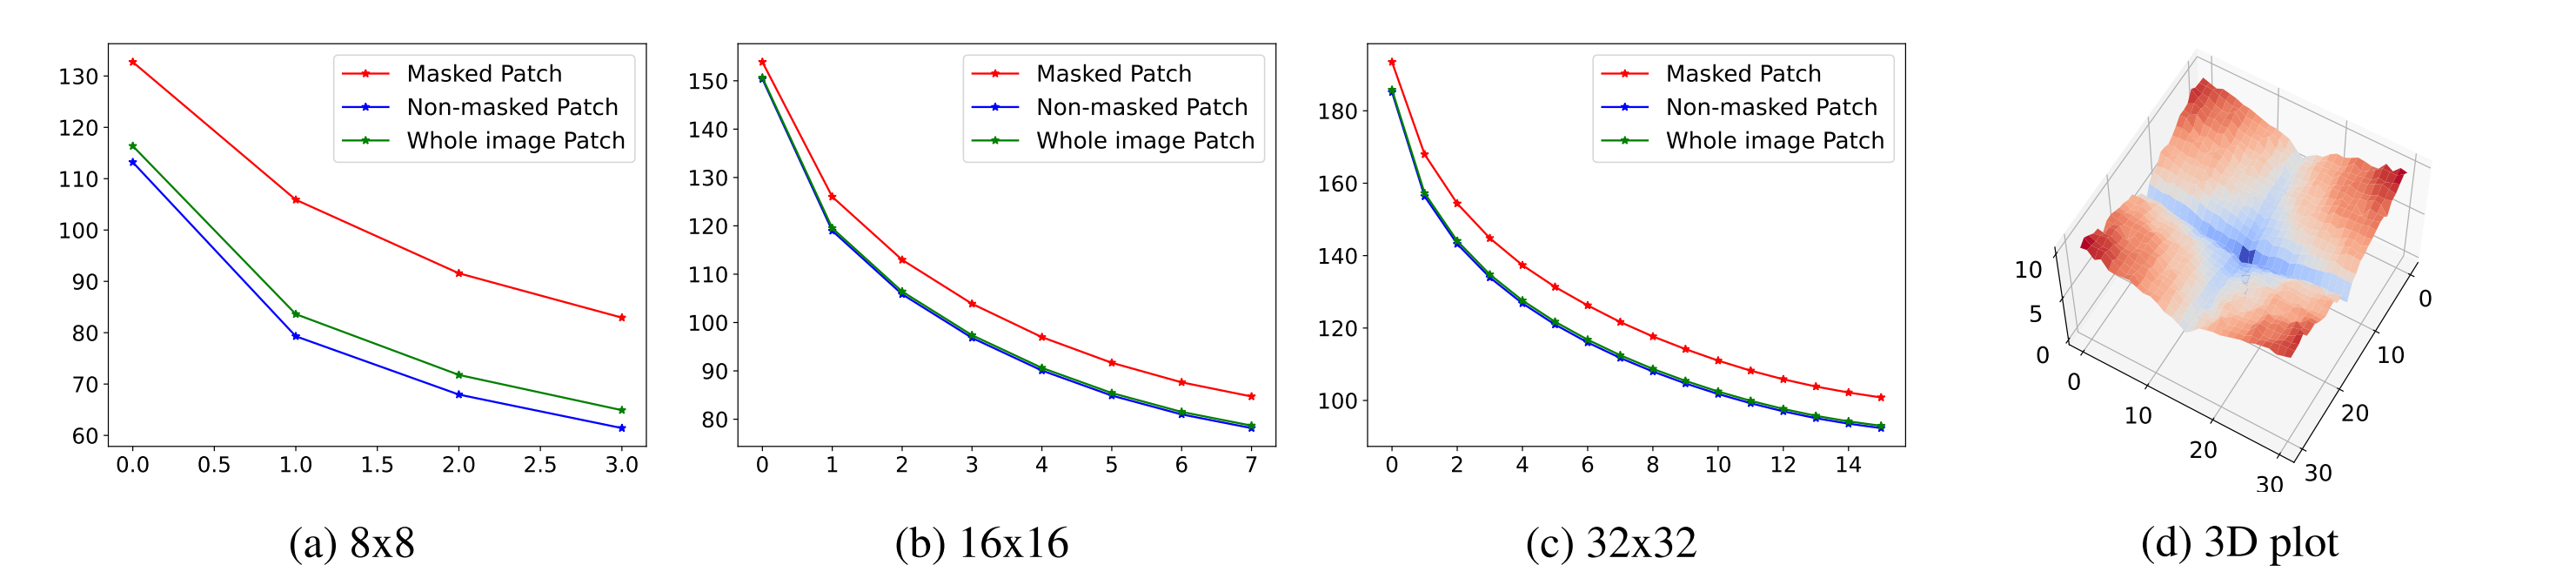 130
120
110
100
90
80
70
60
0.0 0.5 1.0 1.5 2.0 2.5 3.0
Masked Patch
Non-masked Patch
Whole image Patch
(a) 8x8
150
140
130
120
110
100
90
80
0 1 2 3 4 5 6 7
Masked Patch
Non-masked Patch
Whole image Patch
(b) 16x16
180
160
140
120
100
0 2 4 6 8 10 12 14
Masked Patch
Non-masked Patch
Whole image Patch
(c) 32x32
10
5
0
0
10
20
30
0
10
20
30
(d) 3D plot